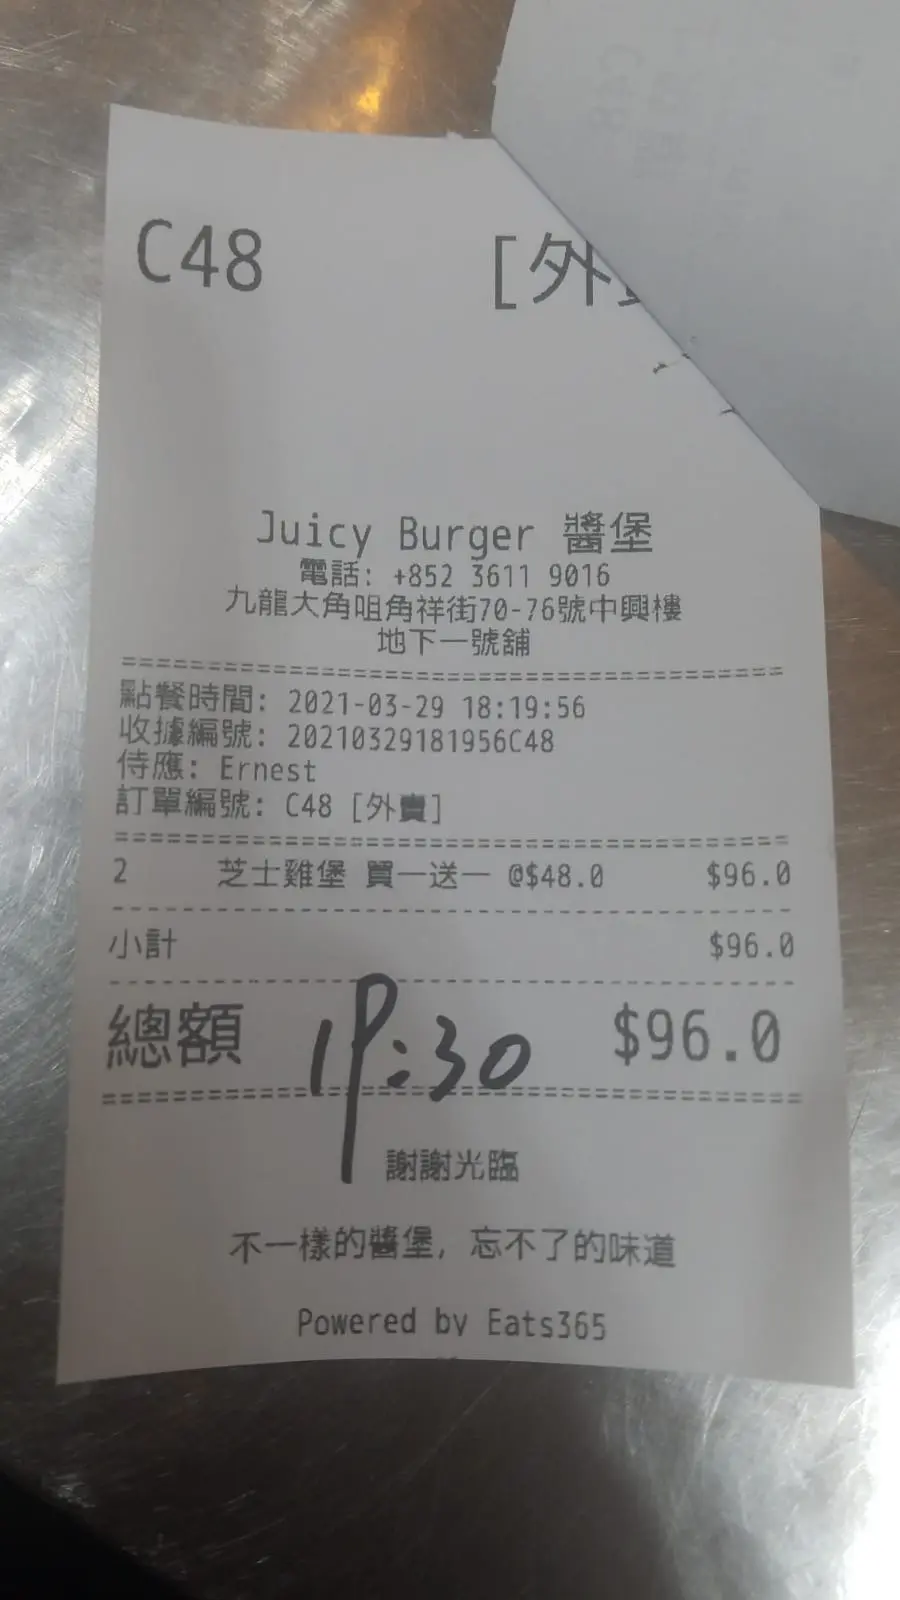 C48 [外
Juicy Burger 醬堡
電話: +852 3611 9016
九龍大角咀角祥街70-76號中興樓
地下一號舖
點餐時間: 2021-03-29 18:19:56
收據編號: 20210329181956C48
侍應: Ernest
訂單編號: C48 [外賣]
2 芝士雞堡 買一送一 @$48.0 $96.0
小計 $96.0
總額 $96.0
19:30
謝謝光臨
不一樣的醬堡, 忘不了的味道
Powered by Eats365